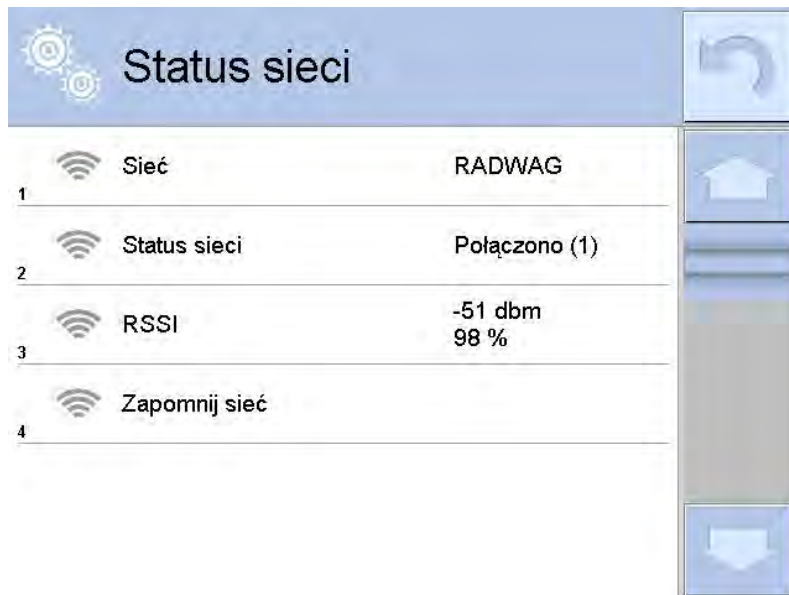 Status sieci
Sieć RADWAG
1
Status sieci Połączono (1)
2
RSSI -51 dbm
98 %
3
Zapomnij sieć
4